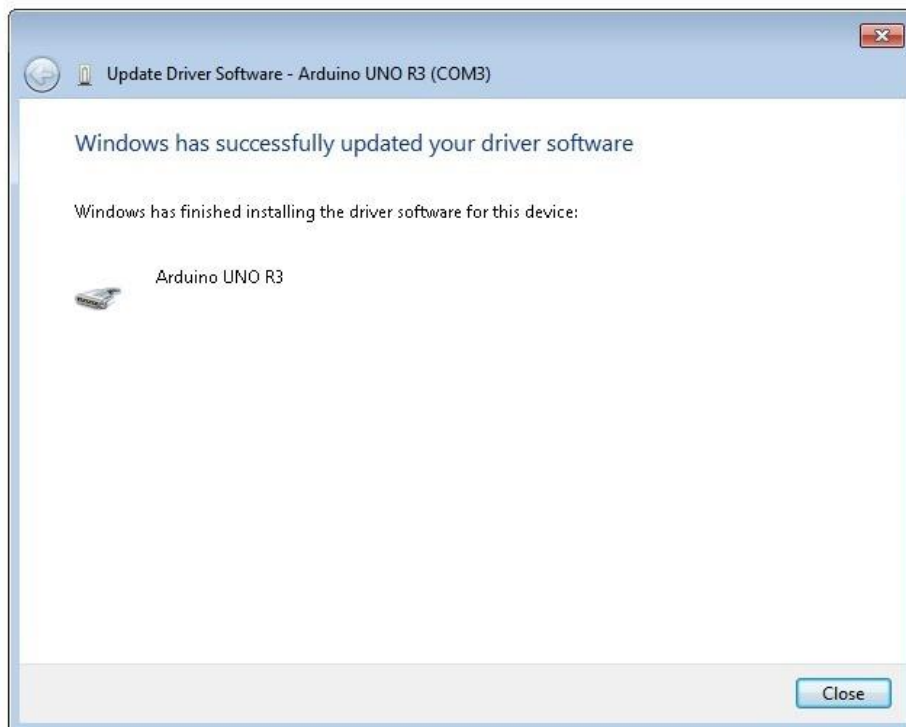 Update Driver Software - Arduino UNO R3 (COM3)
Windows has successfully updated your driver software
Windows has finished installing the driver software for this device:
Arduino UNO R3
Close